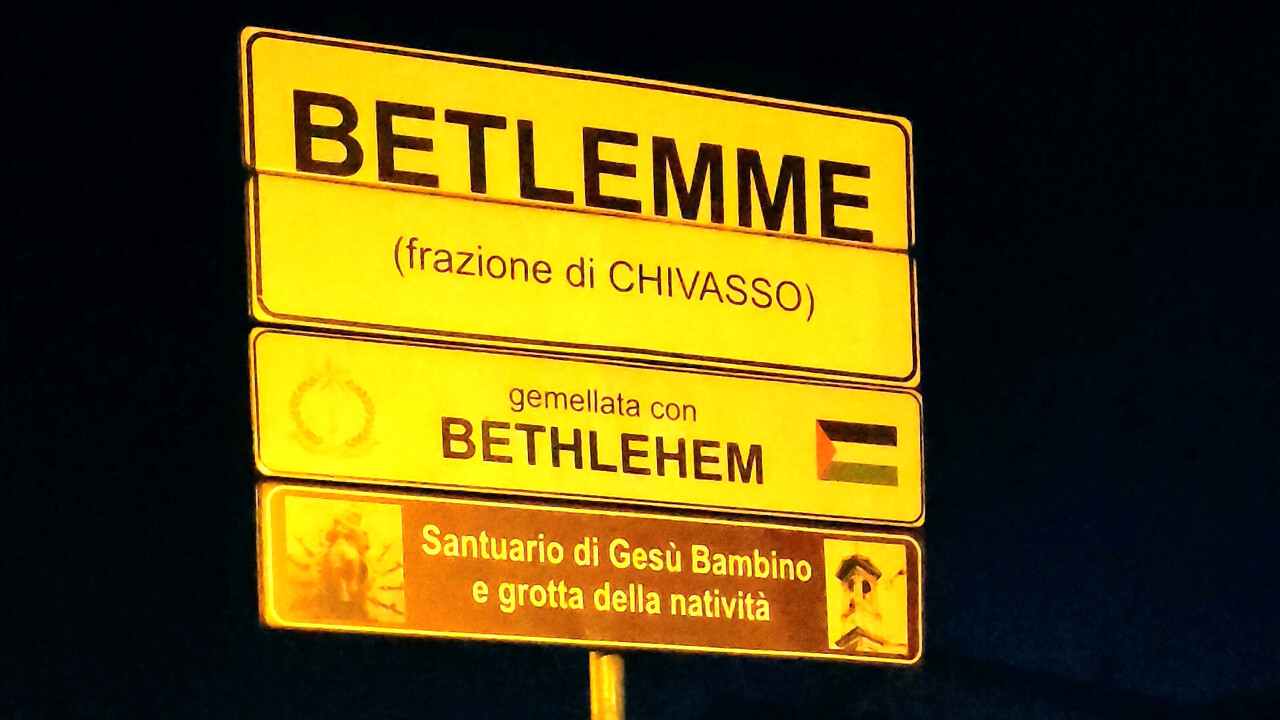 BETLEMME
(frazione di CHIVASSO)
gemellata con
BETHLEHEM
Santuario di Gesù Bambino
e grotta della natività